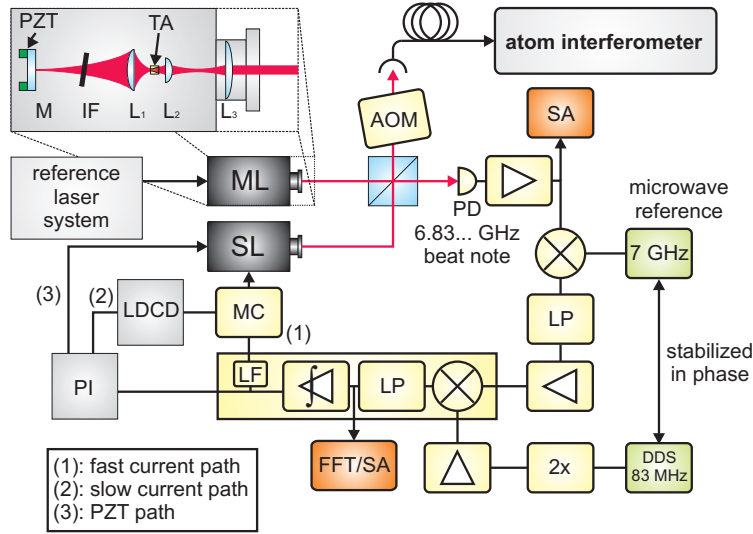 PZT
TA
M
IF
L1
L2
L3
atom interferometer
AOM
SA
reference
laser
system
ML
PD
6.83... GHz
beat note
microwave
reference
7 GHz
SL
(3)
(2)
LDCD
MC
(1)
LP
stabilized
in phase
PI
LF
LP
FFT/SA
2x
DDS
83 MHz
(1): fast current path
(2): slow current path
(3): PZT path